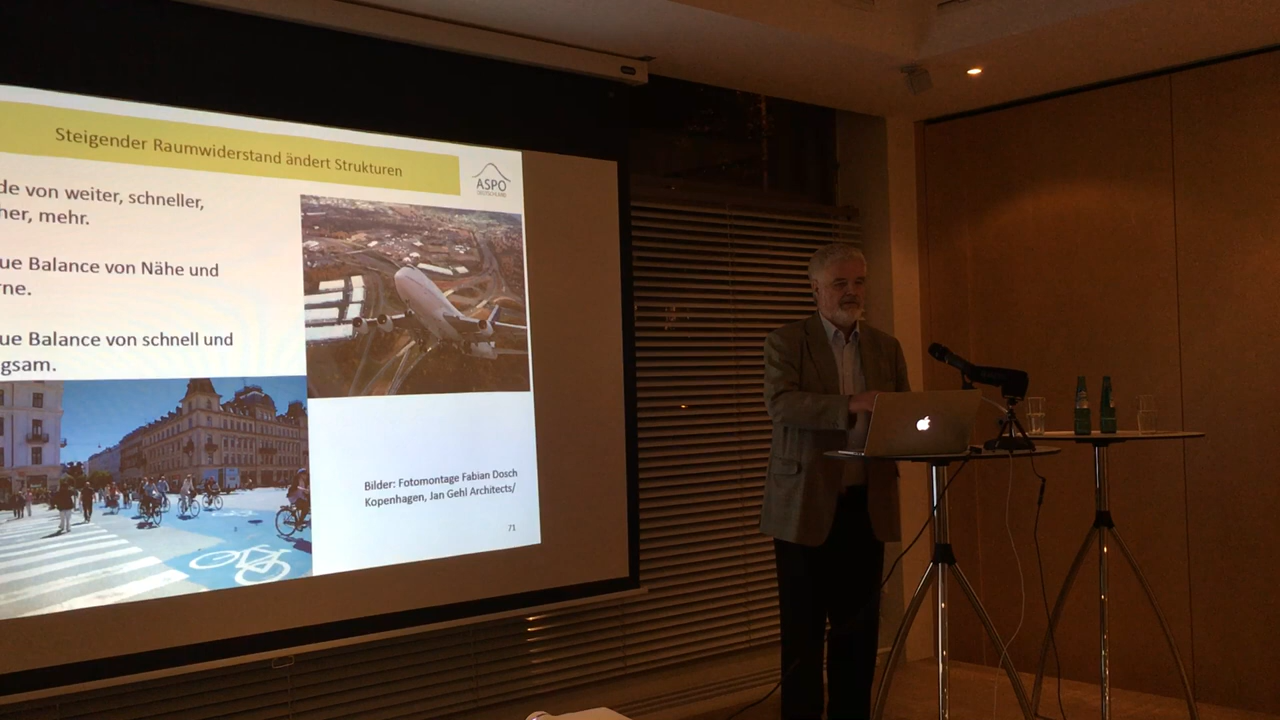 Steigender Raumwiderstand ändert Strukturen
ASPO
DEUTSCHLAND
de von weiter, schneller,
her, mehr.
ue Balance von Nähe und
rne.
ue Balance von schnell und
gsam.
Bilder: Fotomontage Fabian Dosch
Kopenhagen, Jan Gehl Architects/
71